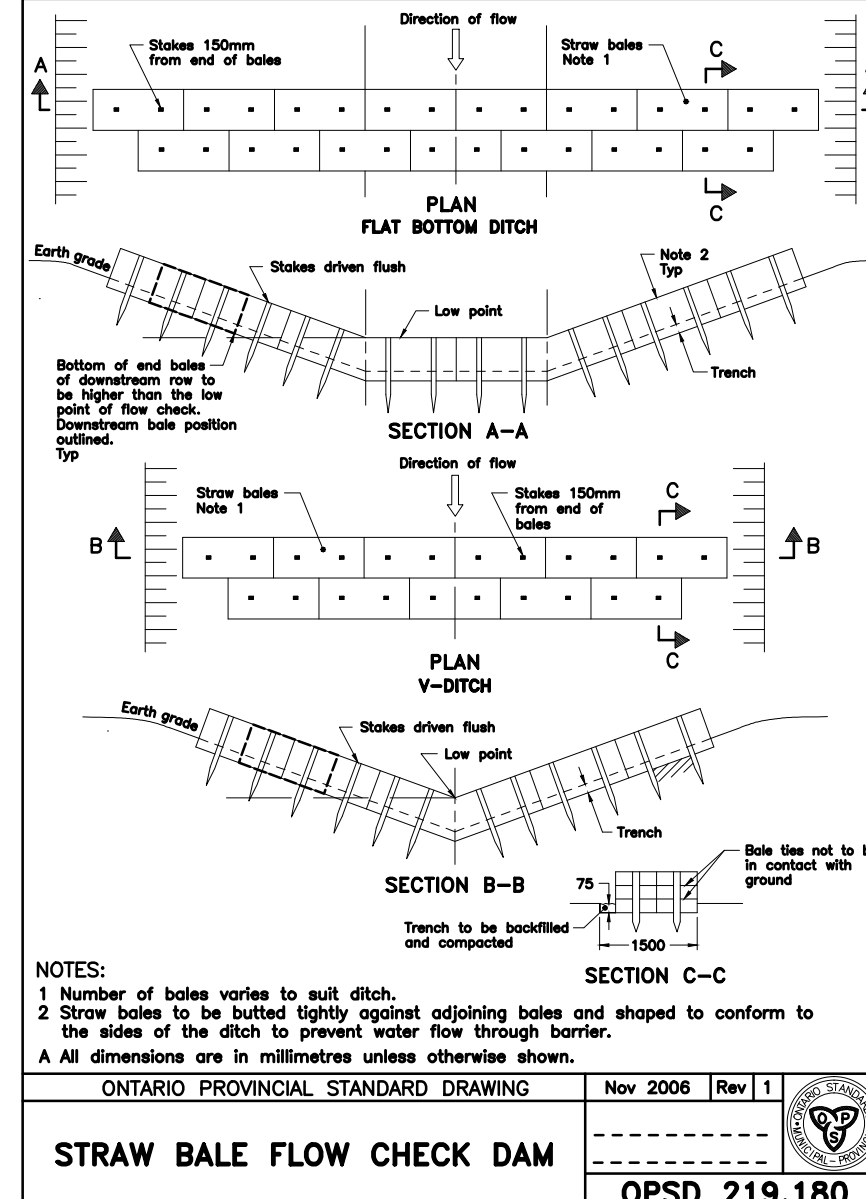 Direction of flow
Stakes 150mm
from end of bales
Straw bales
Note 1
C
A
C
PLAN
FLAT BOTTOM DITCH
Earth grade
Stakes driven flush
Note 2
Typ
Low point
Trench
Bottom of end bales
of downstream row to
be higher than the low
point of flow check.
Downstream bale position
outlined.
Typ
SECTION A-A
Direction of flow
Straw bales
Note 1
Stakes 150mm
from end of
bales
C
B
B
C
PLAN
V-DITCH
Earth grade
Stakes driven flush
Low point
Trench
SECTION B-B
Bale ties not to b
in contact with
ground
75
Trench to be backfilled
and compacted
1500
SECTION C-C
NOTES:
1 Number of bales varies to suit ditch.
2 Straw bales to be butted tightly against adjoining bales and shaped to conform to
the sides of the ditch to prevent water flow through barrier.
A All dimensions are in millimetres unless otherwise shown.
ONTARIO PROVINCIAL STANDARD DRAWING
Nov 2006
Rev
1
STRAW BALE FLOW CHECK DAM
OPS
ONTARIO STANDAR
MUNICIPAL - PROVIN
OPSD 219.180